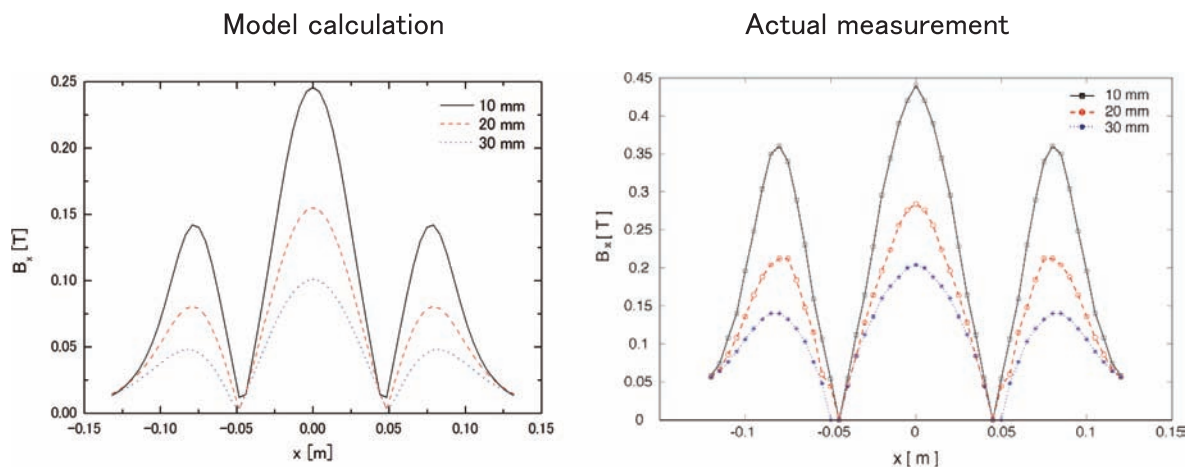 Model calculation
0.25
0.20
0.15
0.10
0.05
0.00
B_x [T]
10 mm
20 mm
30 mm
−0.15
−0.10
−0.05
0.00
0.05
0.10
0.15
x [m]
Actual measurement
0.45
0.4
0.35
0.3
0.25
0.2
0.15
0.1
0.05
0
B_x [ T ]
10 mm
20 mm
30 mm
-0.1
-0.05
0
0.05
0.1
0.15
x [ m ]